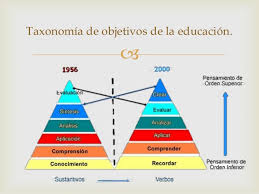 Taxonomía de objetivos de la educación.
1956
2000
Pensamiento de
Orden Superior
Evaluación
Síntesis
Análisis
Aplicación
Comprensión
Conocimiento
Crear
Evaluar
Analizar
Aplicar
Comprender
Recordar
Pensamiento de
Orden Inferior
Sustantivos
Verbos